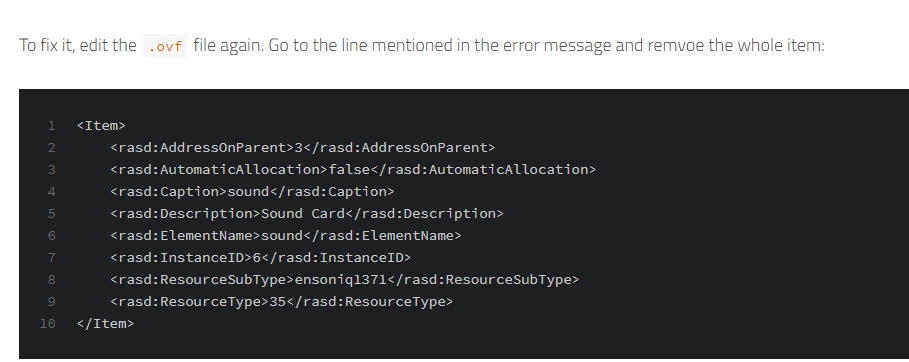 To fix it, edit the .ovf file again. Go to the line mentioned in the error message and remvoe the whole item:
1 <Item>
2 <rasd:AddressOnParent>3</rasd:AddressOnParent>
3 <rasd:AutomaticAllocation>false</rasd:AutomaticAllocation>
4 <rasd:Caption>sound</rasd:Caption>
5 <rasd:Description>Sound Card</rasd:Description>
6 <rasd:ElementName>sound</rasd:ElementName>
7 <rasd:InstanceID>6</rasd:InstanceID>
8 <rasd:ResourceSubType>ensoniq1371</rasd:ResourceSubType>
9 <rasd:ResourceType>35</rasd:ResourceType>
10 </Item>